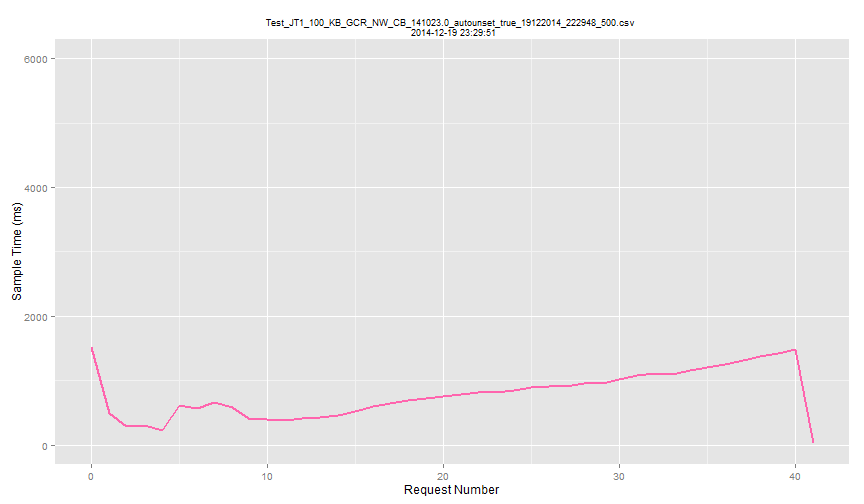 Test_JT1_100_KB_GCR_NW_CB_141023.0_autounset_true_19122014_222948_500.csv
2014-12-19 23:29:51
6000
4000
2000
0
Sample Time (ms)
0 10 20 30 40
Request Number